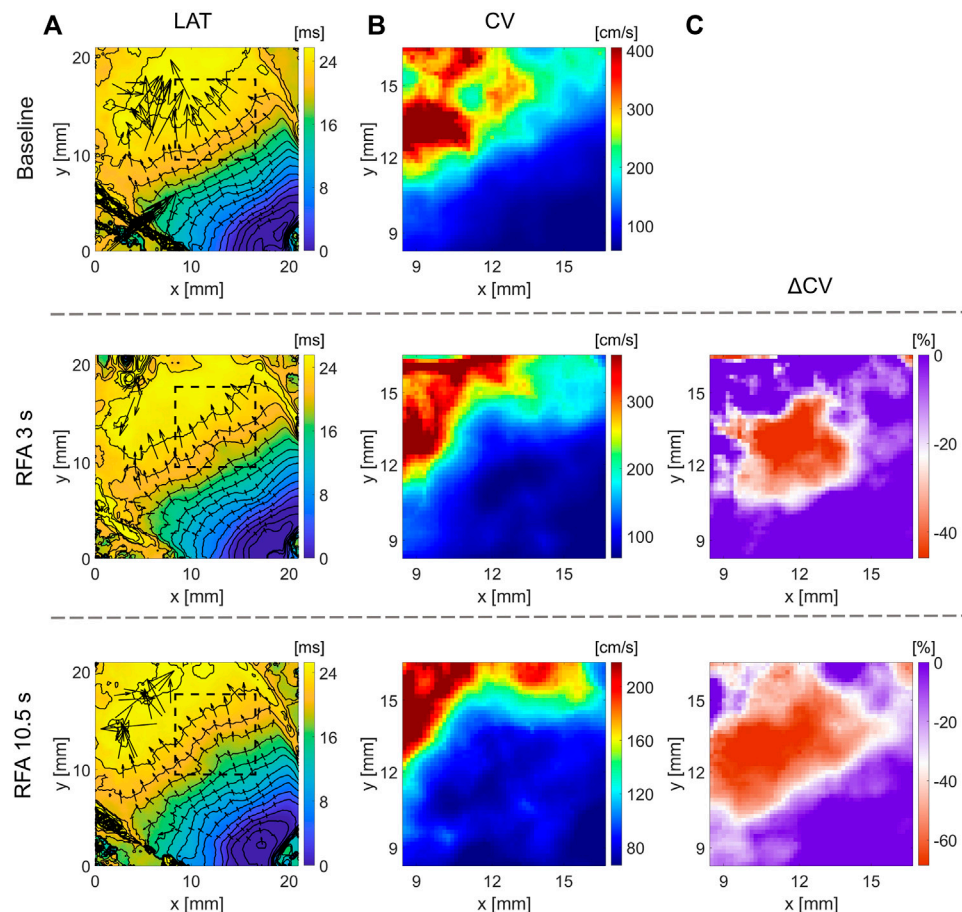 A LAT B CV C
Baseline
[ms] [cm/s]
20 24 400
15
y [mm] 10 16 y [mm] 300
12
8 200
0 0 9 100
0 10 20 9 12 15
x [mm] x [mm]
ΔCV
RFA 3 s
[ms] [cm/s] [%]
20 24 15 300 15 0
y [mm] 10 16 y [mm] 12 200 y [mm] 12 -20
8 -40
0 0 9 100 9
0 10 20 9 12 15 9 12 15
x [mm] x [mm] x [mm]
RFA 10.5 s
[ms] [cm/s] [%]
20 24 15 200 15 0
y [mm] 10 16 y [mm] 12 160 y [mm] 12 -20
8 120 -40
0 0 9 80 9 -60
0 10 20 9 12 15 9 12 15
x [mm] x [mm] x [mm]